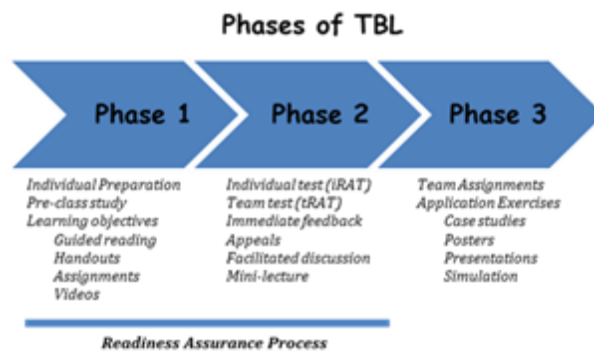 Phases of TBL
Phase 1
Phase 2
Phase 3
Individual Preparation
Pre-class study
Learning objectives
Guided reading
Handouts
Assignments
Videos
Individual test (iRAT)
Team test (tRAT)
Immediate feedback
Appeals
Facilitated discussion
Mini-lecture
Team Assignments
Application Exercises
Case studies
Posters
Presentations
Simulation
Readiness Assurance Process